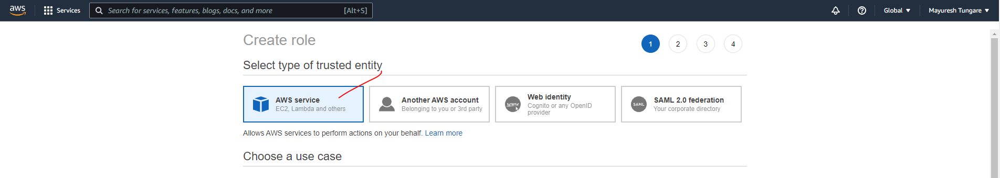 aws Services Search for services, features, blogs, docs, and more [Alt+S] Global Mayuresh Tungare
Create role 1 2 3 4
Select type of trusted entity
AWS service
EC2, Lambda and others
Another AWS account
Belonging to you or 3rd party
www
Web identity
Cognito or any OpenID
provider
SAML
SAML 2.0 federation
Your corporate directory
Allows AWS services to perform actions on your behalf. Learn more
Choose a use case